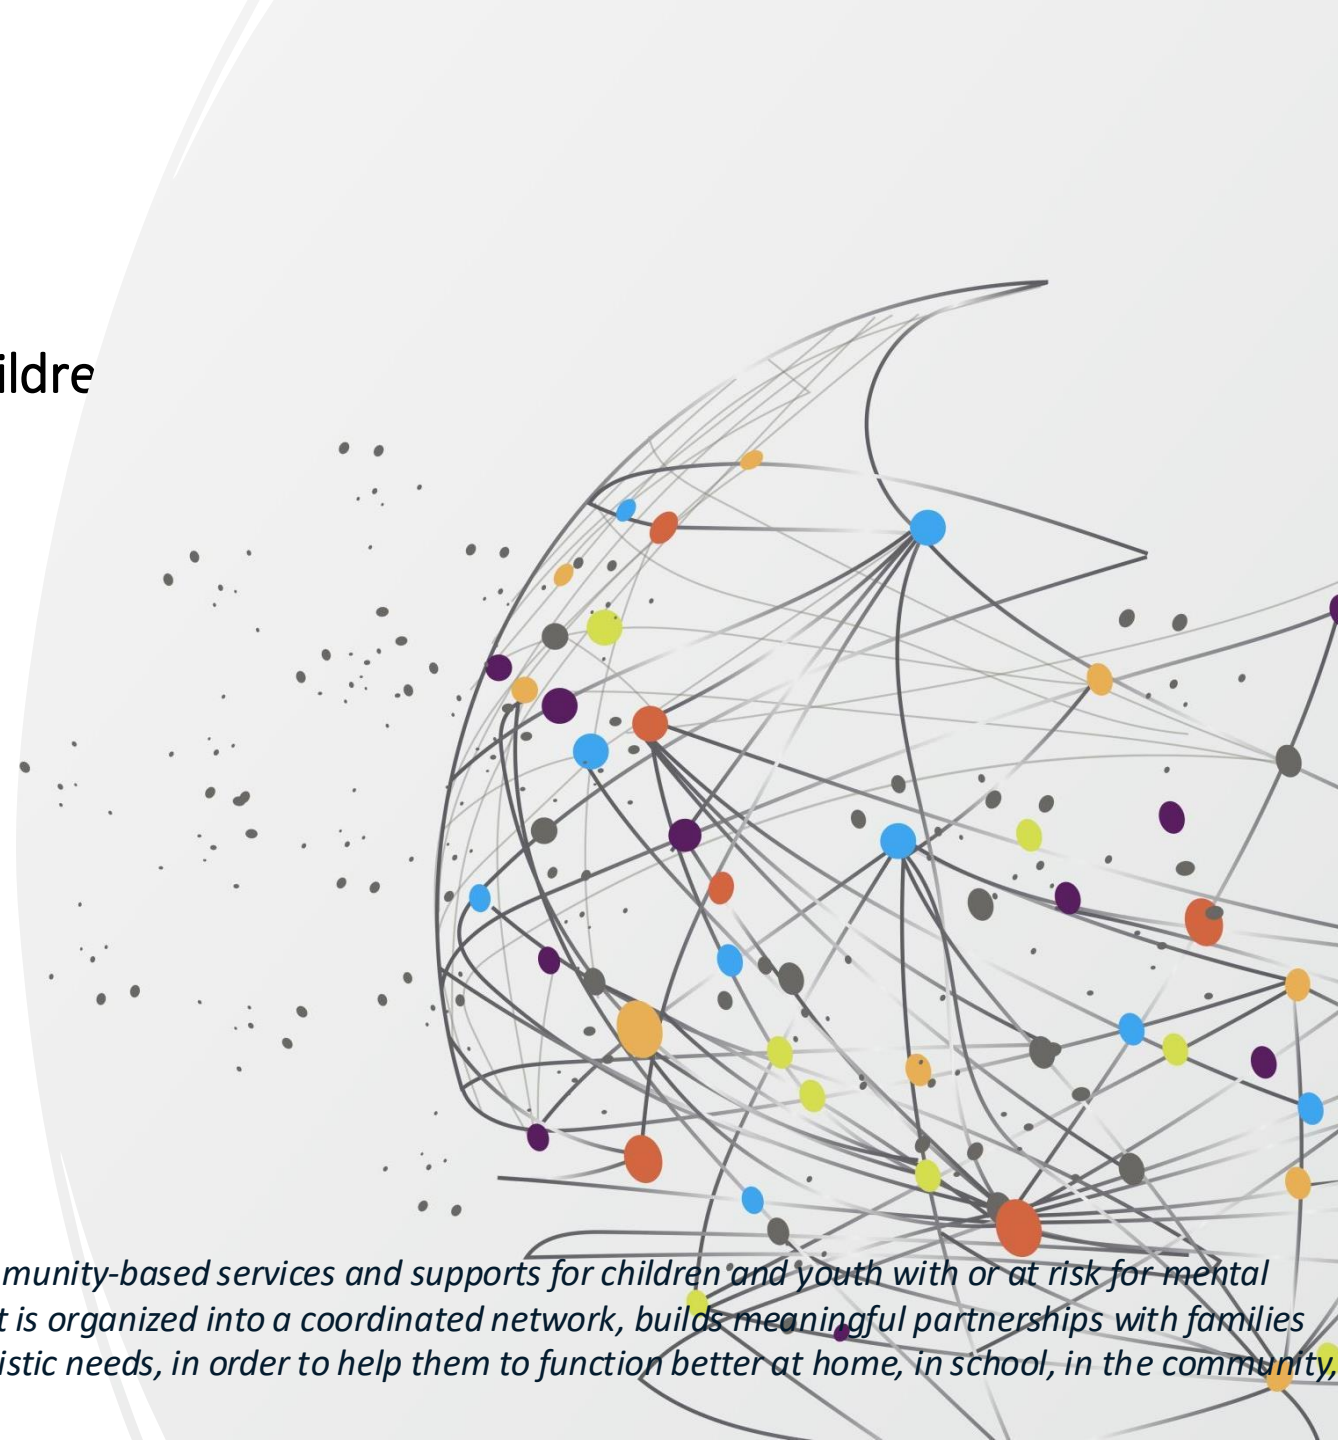 ildre
munity-based services and supports for children and youth with or at risk for mental
t is organized into a coordinated network, builds meaningful partnerships with families
istic needs, in order to help them to function better at home, in school, in the community,